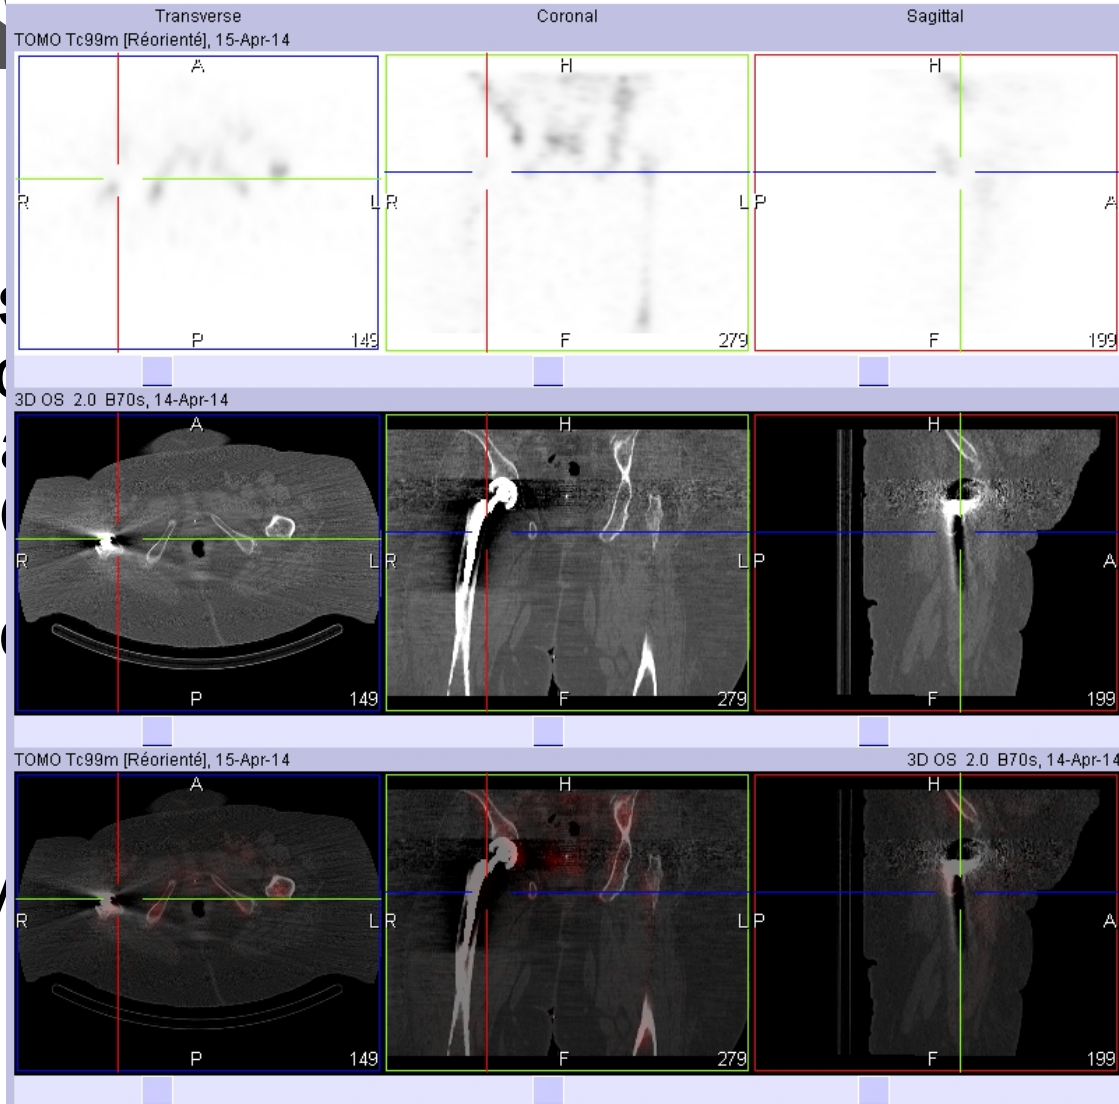 Transverse Coronal Sagittal
TOMO Tc99m [Réorienté], 15-Apr-14
A H H
R L R L P A
P 149 F 279 F 199
3D OS 2.0 B70s, 14-Apr-14
A H H
R L R L P A
P 149 F 279 F 199
TOMO Tc99m [Réorienté], 15-Apr-14 3D OS 2.0 B70s, 14-Apr-14
A H H
R L R L P A
P 149 F 279 F 199